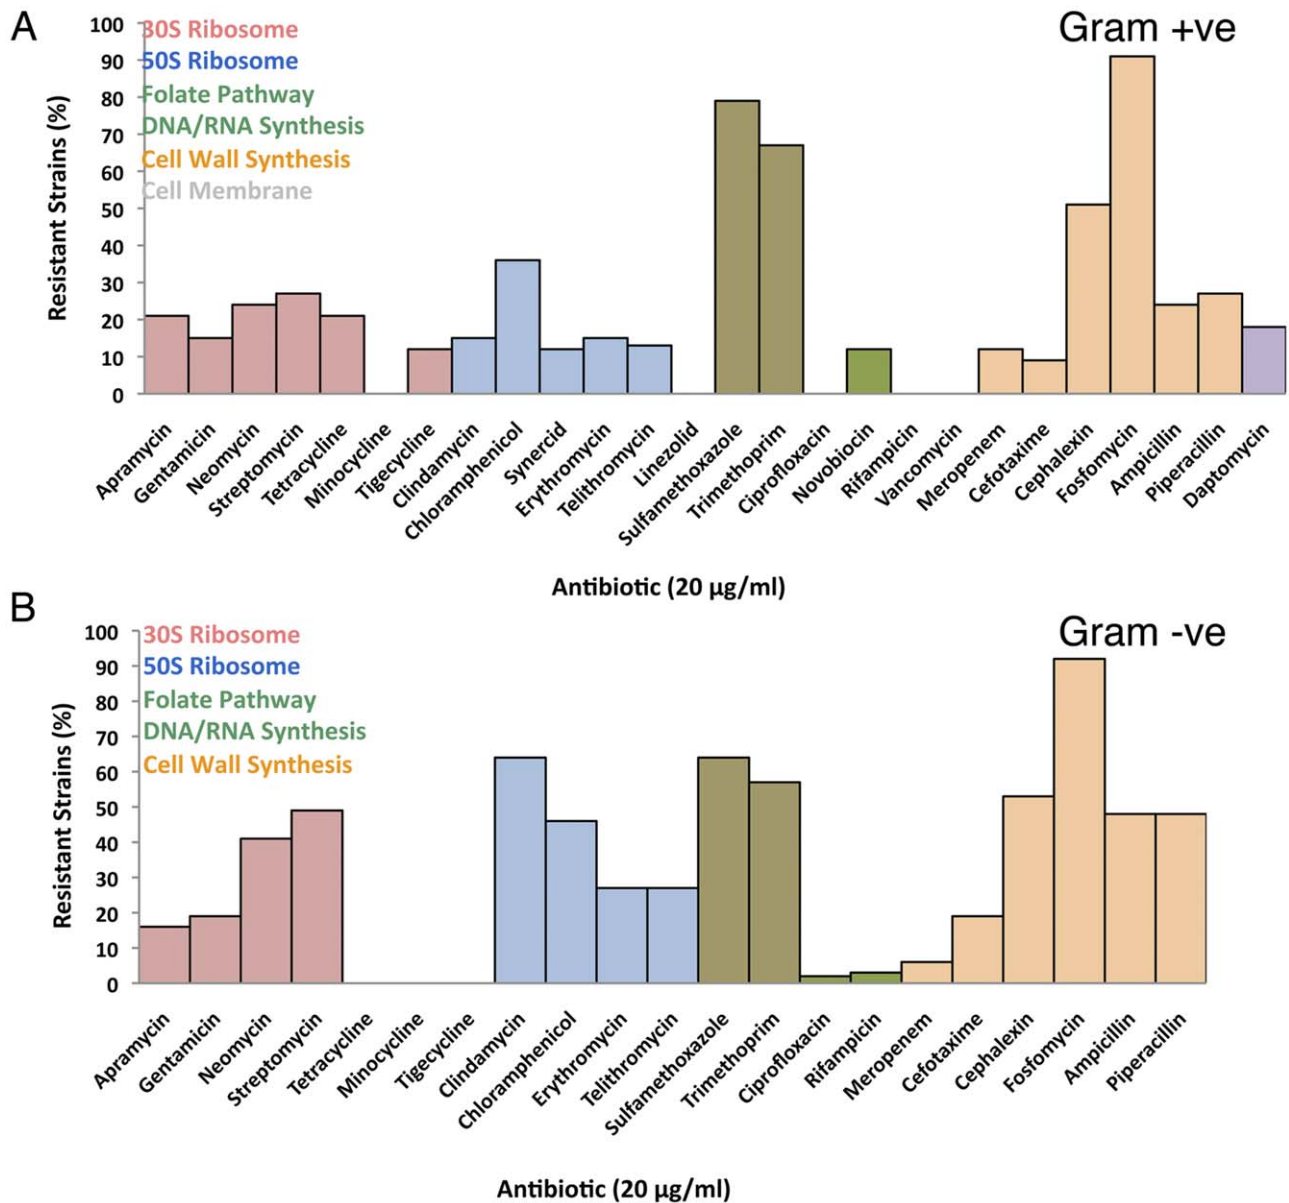 A
Gram +ve
30S Ribosome
50S Ribosome
Folate Pathway
DNA/RNA Synthesis
Cell Wall Synthesis
Cell Membrane
Resistant Strains (%)
100
90
80
70
60
50
40
30
20
10
0
Apramycin
Gentamicin
Neomycin
Streptomycin
Tetracycline
Minocycline
Tigecycline
Clindamycin
Chloramphenicol
Synercid
Erythromycin
Telithromycin
Linezolid
Sulfamethoxazole
Trimethoprim
Ciprofloxacin
Novobiocin
Rifampicin
Vancomycin
Meropenem
Cefotaxime
Cephalexin
Fosfomycin
Ampicillin
Piperacillin
Daptomycin
Antibiotic (20 µg/ml)
B
Gram -ve
30S Ribosome
50S Ribosome
Folate Pathway
DNA/RNA Synthesis
Cell Wall Synthesis
Resistant Strains (%)
100
90
80
70
60
50
40
30
20
10
0
Apramycin
Gentamicin
Neomycin
Streptomycin
Tetracycline
Minocycline
Tigecycline
Clindamycin
Chloramphenicol
Erythromycin
Telithromycin
Sulfamethoxazole
Trimethoprim
Ciprofloxacin
Rifampicin
Meropenem
Cefotaxime
Cephalexin
Fosfomycin
Ampicillin
Piperacillin
Antibiotic (20 µg/ml)